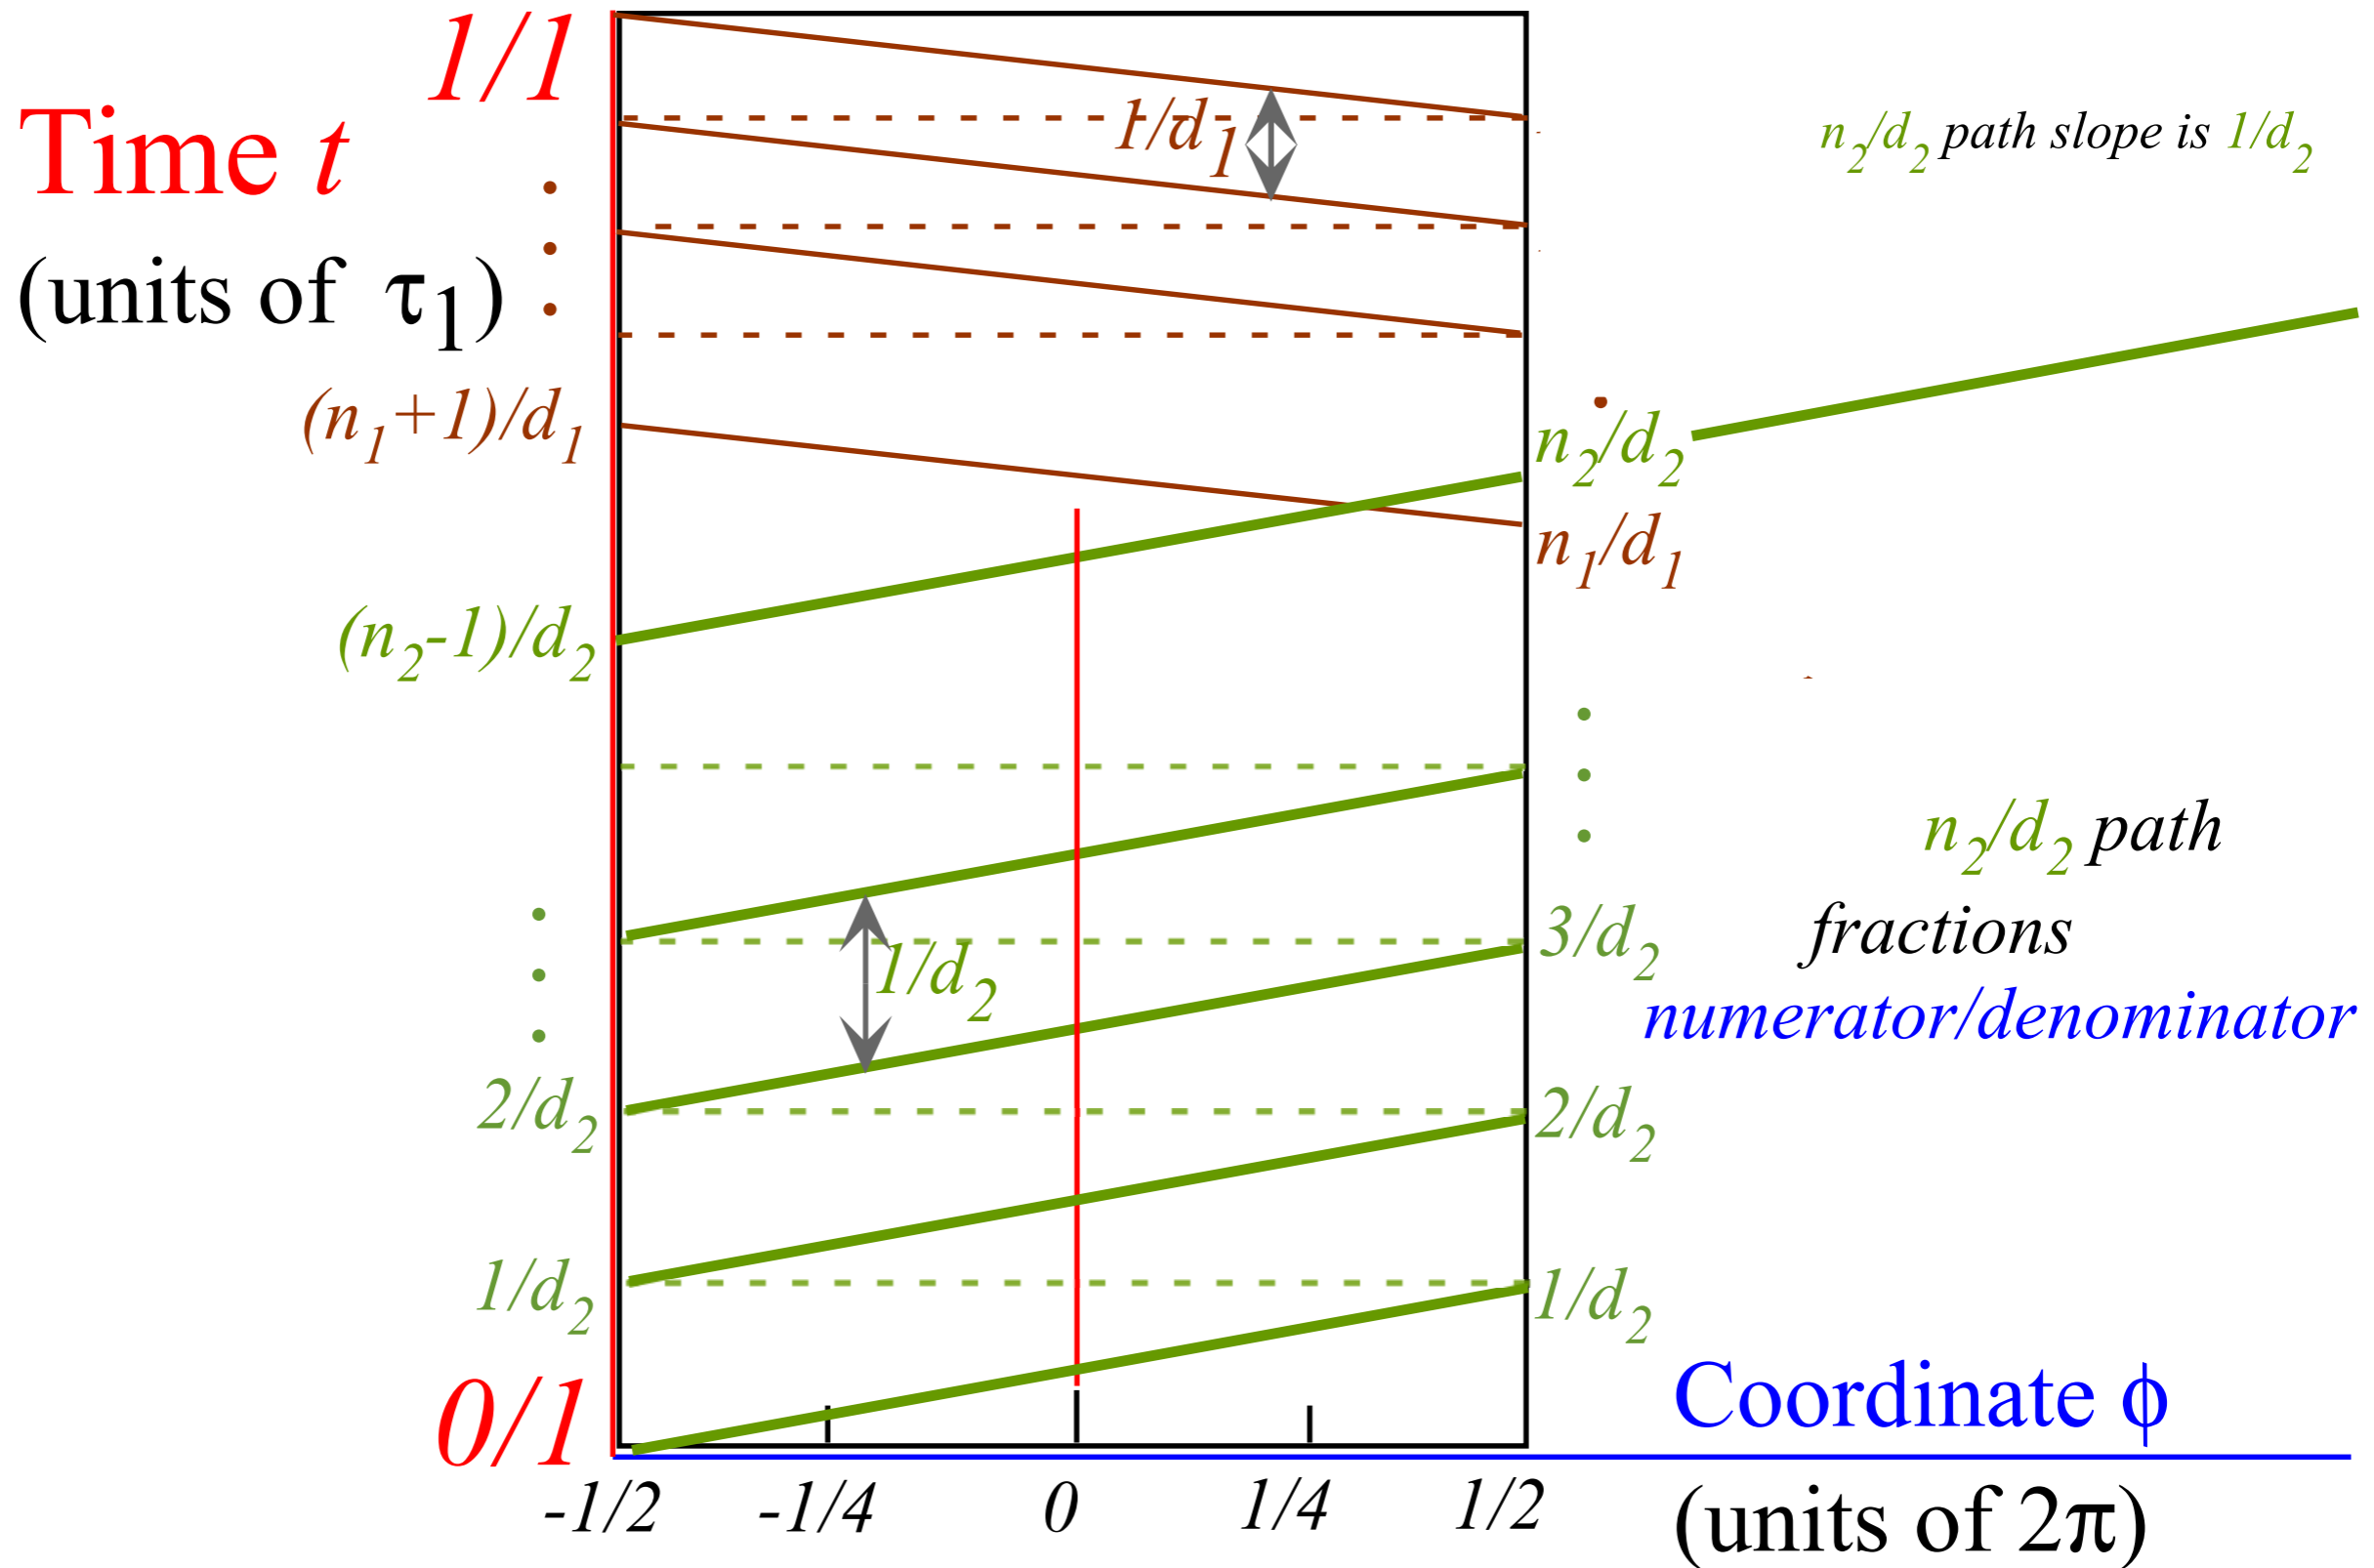 1/1
Time t
(units of τ1)
1/d1
n2/d2 path slope is 1/d2
(n1+1)/d1
n2/d2
n1/d1
(n2-1)/d2
n2/d2 path
fractions
numerator/denominator
1/d2
3/d2
2/d2
2/d2
1/d2
1/d2
0/1
Coordinate ϕ
(units of 2π)
-1/2 -1/4 0 1/4 1/2